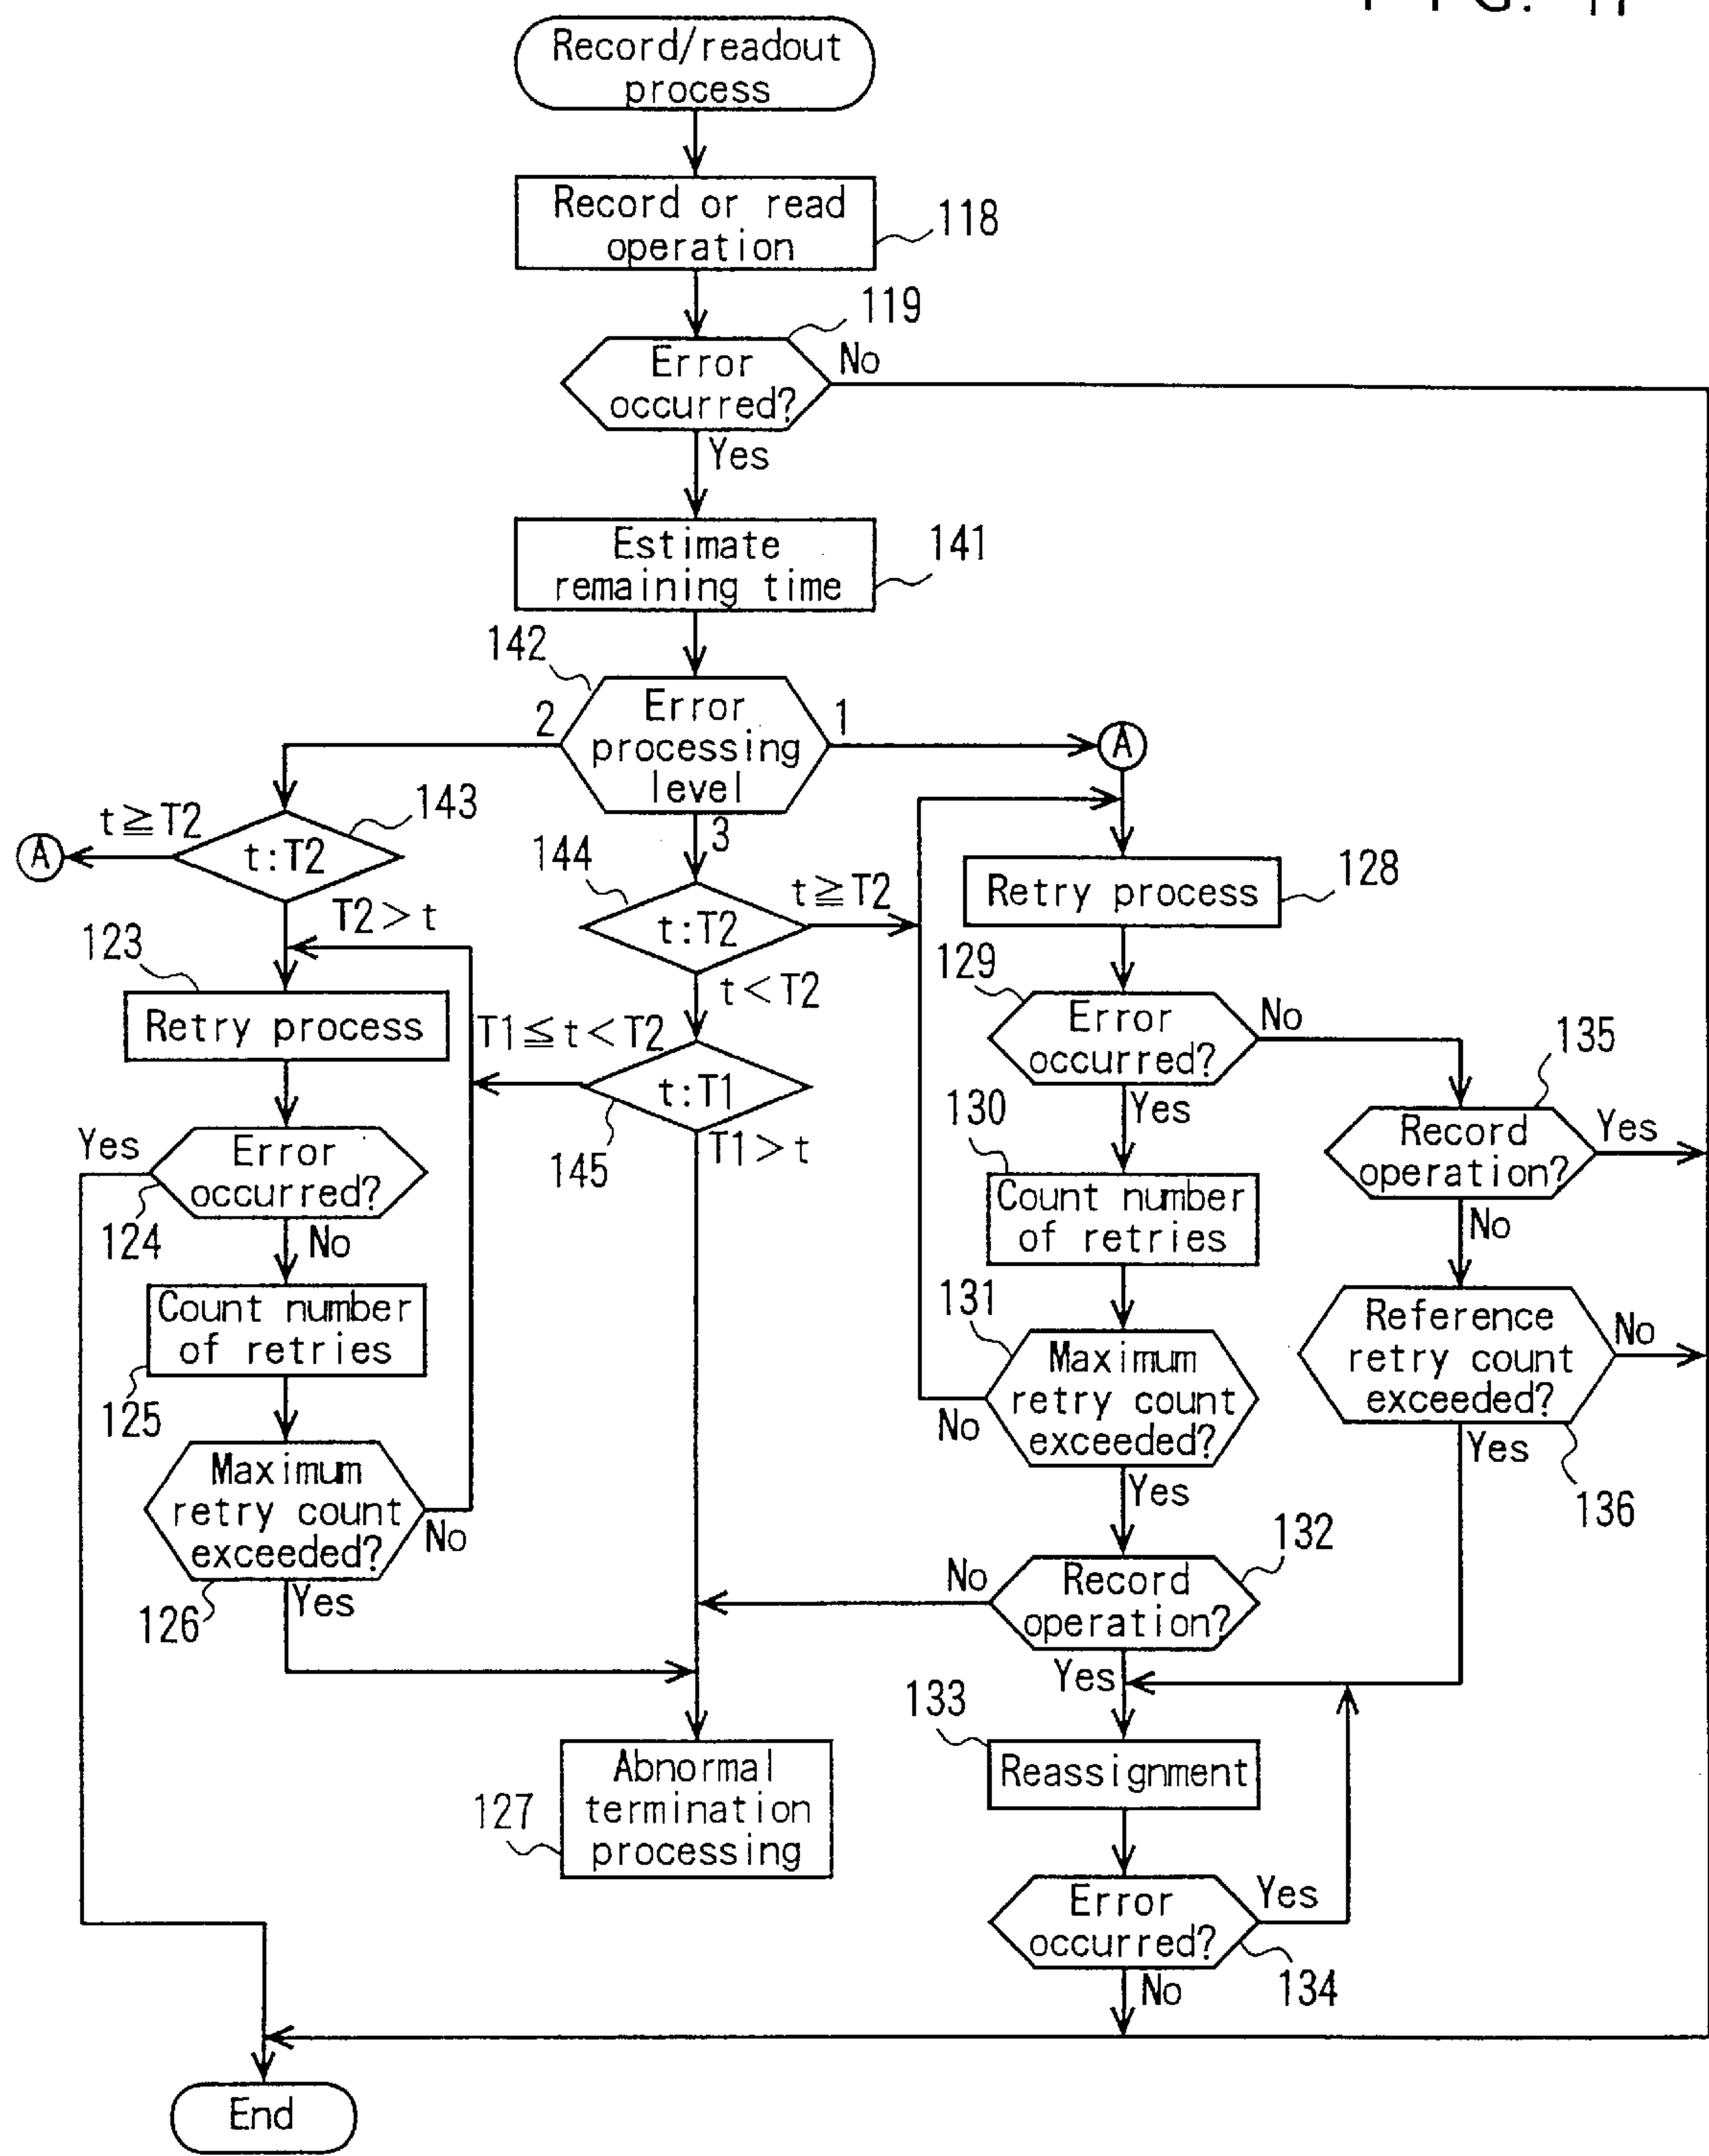 Record/readout
process
Record or read
operation
118
119
Error
occurred?
No
Yes
Estimate
remaining time
141
142
Error
processing
level
2
1
3
A
t≧T2
A
t:T2
143
T2>t
144
t:T2
t≧T2
t<T2
T1≦t<T2
t:T1
145
T1>t
123
Retry process
Yes
Error
occurred?
124
No
Count number
of retries
125
Maximum
retry count
exceeded?
No
126
Yes
Abnormal
termination
processing
127
Retry process
128
129
Error
occurred?
No
Yes
130
Count number
of retries
131
Maximum
retry count
exceeded?
No
Yes
132
Record
operation?
No
Yes
133
Reassignment
Error
occurred?
Yes
134
No
135
Record
operation?
Yes
No
Reference
retry count
exceeded?
No
Yes
136
End